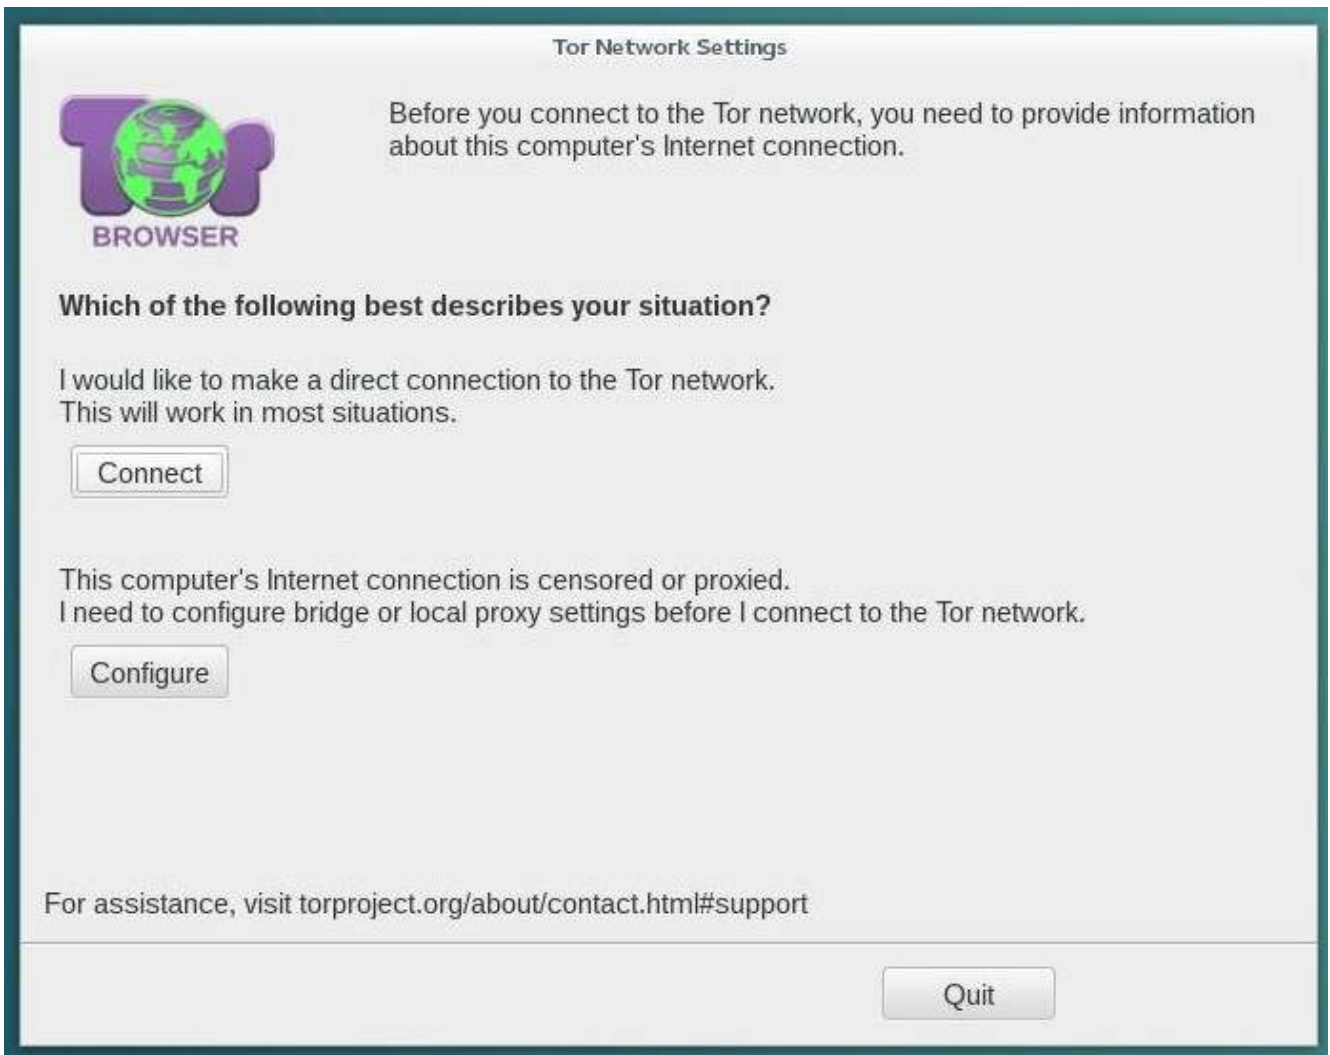 Tor Network Settings
Tor
BROWSER
Before you connect to the Tor network, you need to provide information
about this computer's Internet connection.
Which of the following best describes your situation?
I would like to make a direct connection to the Tor network.
This will work in most situations.
Connect
This computer's Internet connection is censored or proxied.
I need to configure bridge or local proxy settings before I connect to the Tor network.
Configure
For assistance, visit torproject.org/about/contact.html#support
Quit